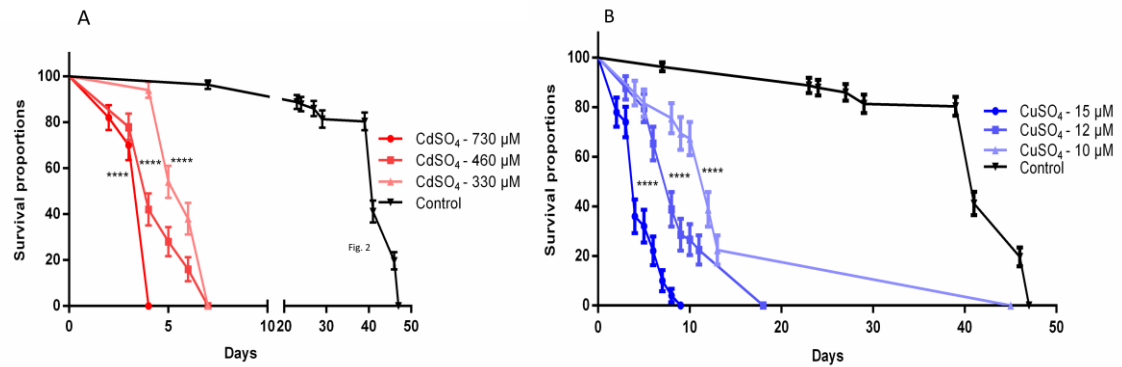 A
Survival proportions
100
80
60
40
20
0
****
****
****
Fig. 2
0
5
10
20
30
40
50
Days
CdSO4 - 730 µM
CdSO4 - 460 µM
CdSO4 - 330 µM
Control
B
Survival proportions
100
80
60
40
20
0
****
****
****
0
10
20
30
40
50
Days
CuSO4 - 15 µM
CuSO4 - 12 µM
CuSO4 - 10 µM
Control